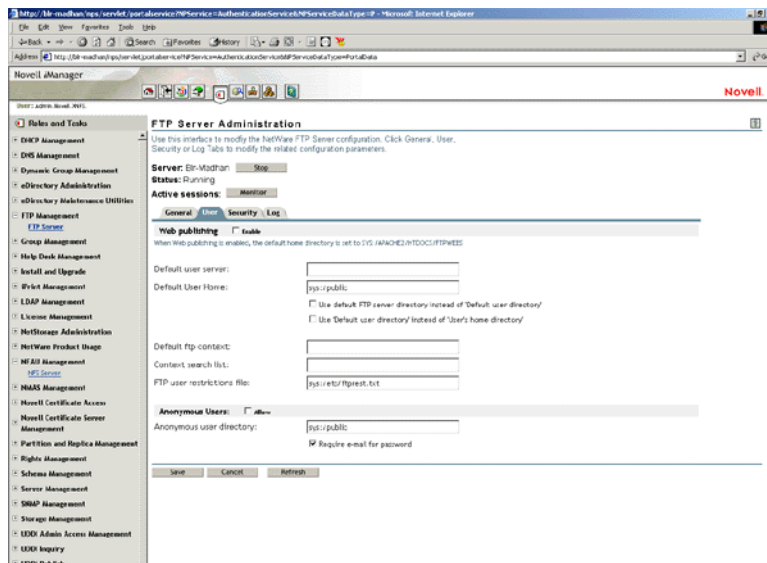 http://blr-madhan/nps/servlet/portalservice?NPService=AuthenticationService&NPServiceDataType=P - Microsoft Internet Explorer
File Edit View Favorites Tools Help
Back Search Favorites History
Address http://blr-madhan/nps/servlet/portalservice?NPService=AuthenticationService&NPServiceDataType=PortalData
Novell iManager
Novell.
User: admin.Novell.XNFS.
Roles and Tasks
DHCP Management
DNS Management
Dynamic Group Management
eDirectory Administration
eDirectory Maintenance Utilities
FTP Management
FTP Server
Group Management
Help Desk Management
Install and Upgrade
iPrint Management
LDAP Management
License Management
NetStorage Administration
NetWare Product Usage
NFAU Management
NFS Server
NMAS Management
Novell Certificate Access
Novell Certificate Server
Management
Partition and Replica Management
Rights Management
Schema Management
Server Management
SNMP Management
Storage Management
UDDI Admin Access Management
UDDI Inquiry
FTP Server Administration
Use this interface to modfiy the NetWare FTP Server configuration. Click General, User,
Security or Log Tabs to modify the related configuration parameters.
Server: Blr-Madhan Stop
Status: Running
Active sessions: Monitor
General User Security Log
Web publishing Enable
When Web publishing is enabled, the default home directory is set to SYS:/APACHE2/HTDOCS/FTPWEBS
Default user server:
Default User Home: sys:/public
Use default FTP server directory instead of 'Default user directory'
Use 'Default user directory' instead of 'User's home directory'
Default ftp context:
Context search list:
FTP user restrictions file: sys:/etc/ftprest.txt
Anonymous Users: Allow
Anonymous user directory: sys:/public
Require e-mail for password
Save Cancel Refresh